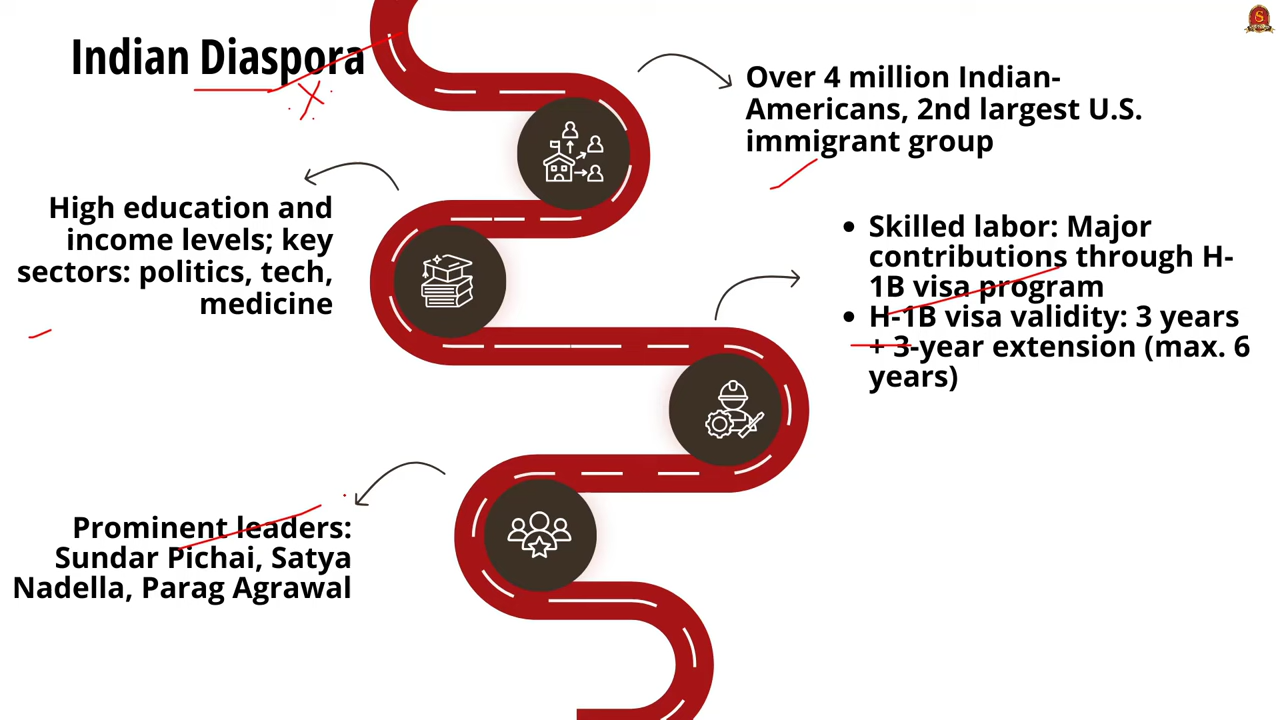 Indian Diaspora
Over 4 million Indian-
Americans, 2nd largest U.S.
immigrant group
High education and
income levels; key
sectors: politics, tech,
medicine
• Skilled labor: Major
contributions through H-
1B visa program
• H-1B visa validity: 3 years
+ 3-year extension (max. 6
years)
Prominent leaders:
Sundar Pichai, Satya
Nadella, Parag Agrawal